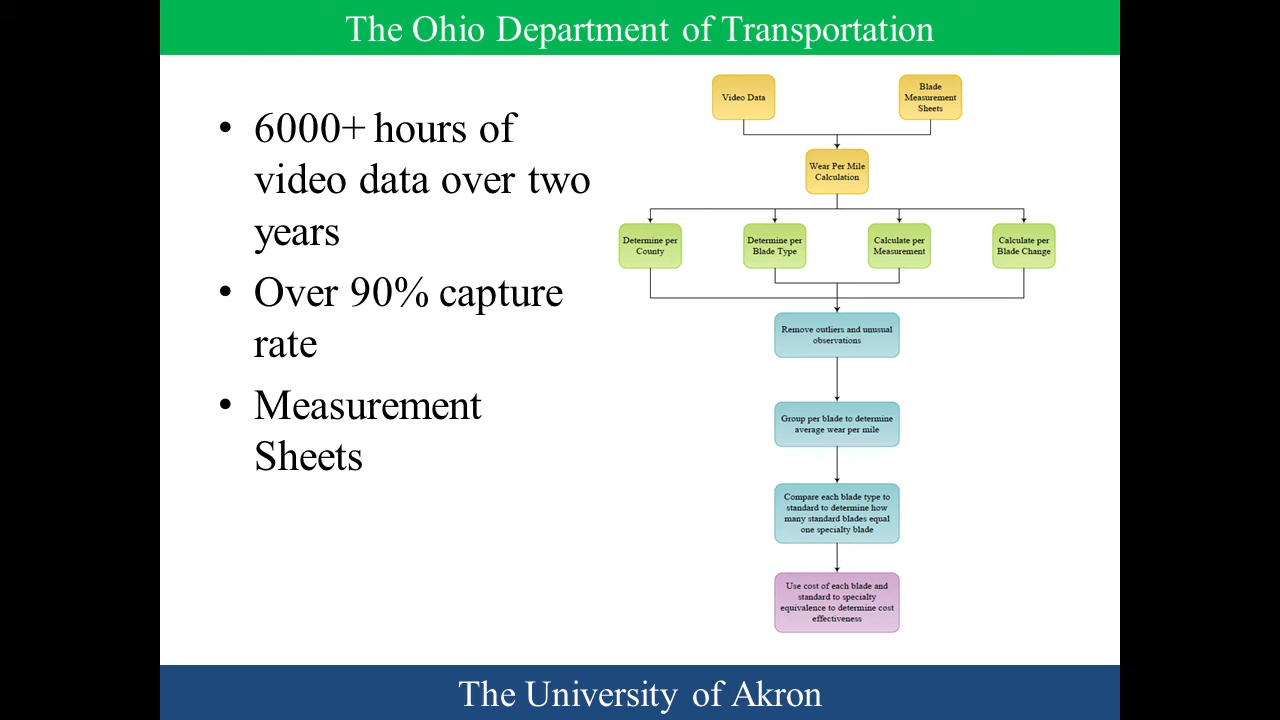 The Ohio Department of Transportation
• 6000+ hours of
video data over two
years
• Over 90% capture
rate
• Measurement
Sheets
Video Data
Blade
Measurement
Sheets
Wear Per Mile
Calculation
Determine per
County
Determine per
Blade Type
Calculate per
Measurement
Calculate per
Blade Change
Remove outliers and unusual
observations
Group per blade to determine
average wear per mile
Compare each blade type to
standard to determine how
many standard blades equal
one specialty blade
Use cost of each blade and
standard to specialty
equivalence to determine cost
effectiveness
The University of Akron